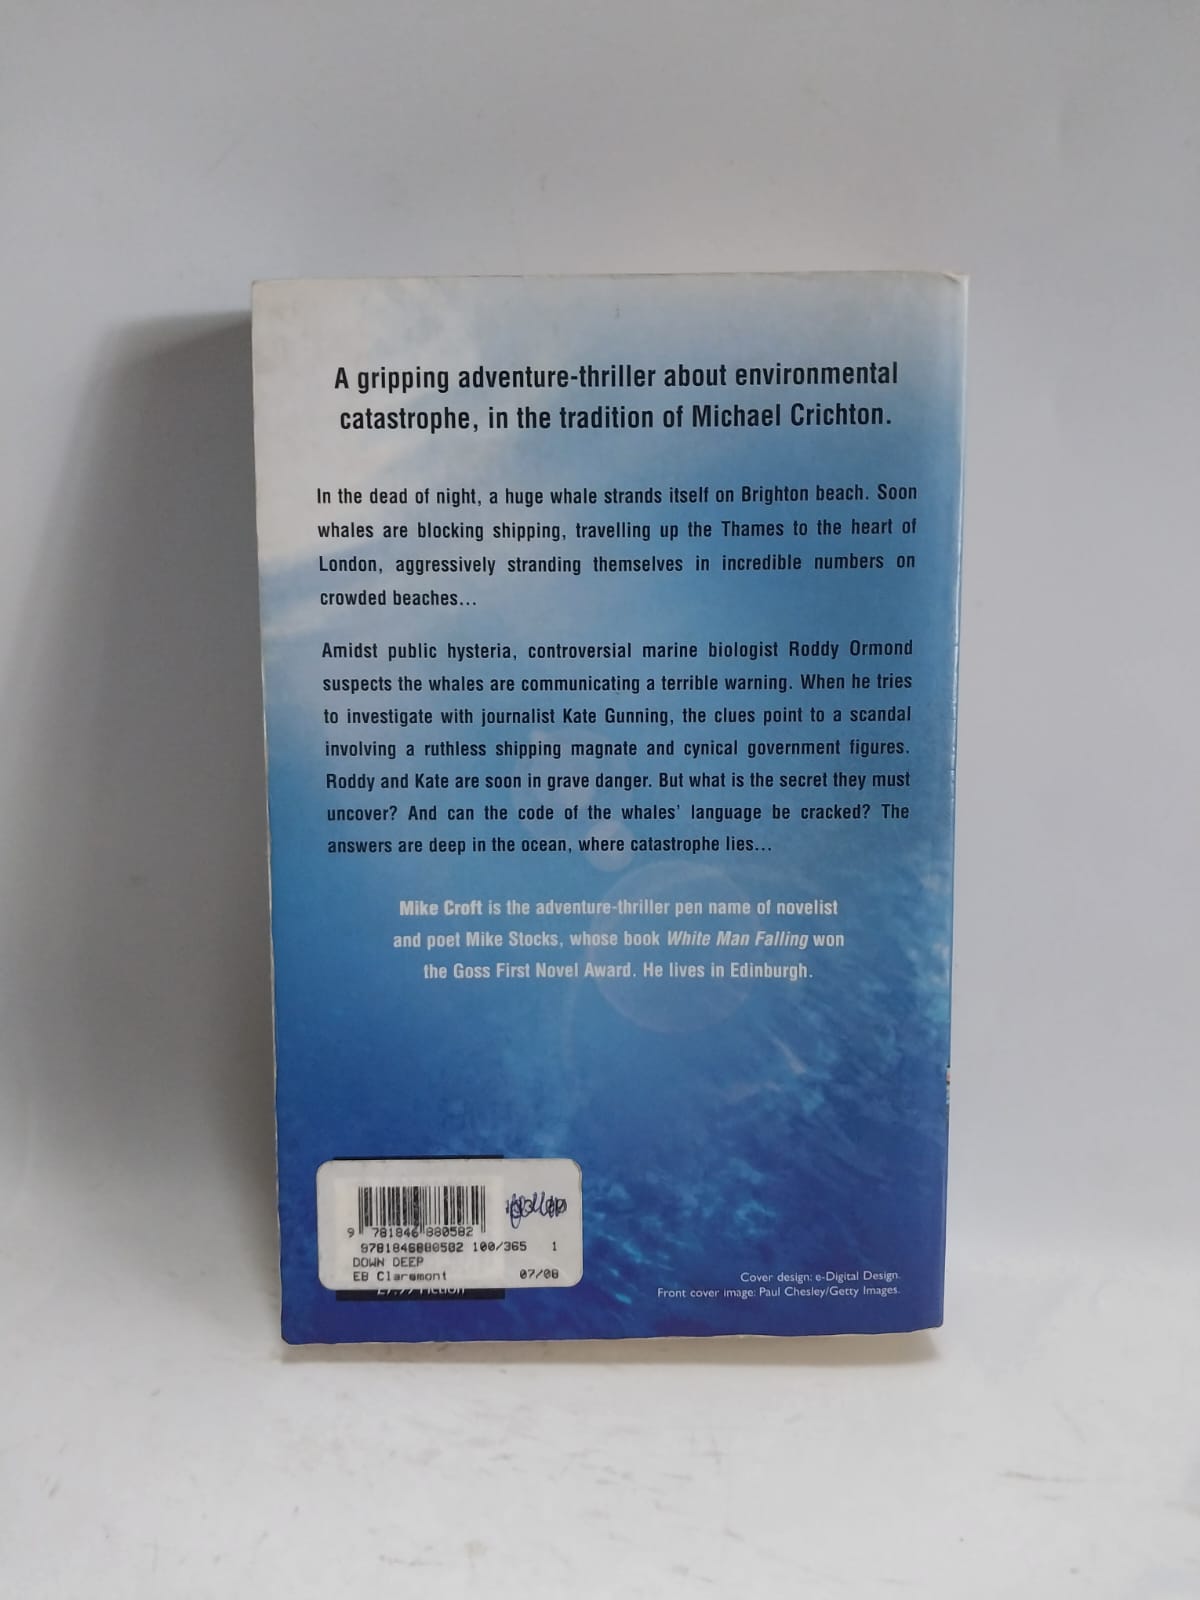 A gripping adventure-thriller about environmental
catastrophe, in the tradition of Michael Crichton.
In the dead of night, a huge whale strands itself on Brighton beach. Soon
whales are blocking shipping, travelling up the Thames to the heart of
London, aggressively stranding themselves in incredible numbers on
crowded beaches...
Amidst public hysteria, controversial marine biologist Roddy Ormond
suspects the whales are communicating a terrible warning. When he tries
to investigate with journalist Kate Gunning, the clues point to a scandal
involving a ruthless shipping magnate and cynical government figures.
Roddy and Kate are soon in grave danger. But what is the secret they must
uncover? And can the code of the whales' language be cracked? The
answers are deep in the ocean, where catastrophe lies...
Mike Croft is the adventure-thriller pen name of novelist
and poet Mike Stocks, whose book White Man Falling won
the Goss First Novel Award. He lives in Edinburgh.
9 781846 880582
9781846880582 100/365 1
DOWN DEEP
EB Claremont 07/08
£7.99 Fiction
Cover design: e-Digital Design.
Front cover image: Paul Chesley/Getty Images.